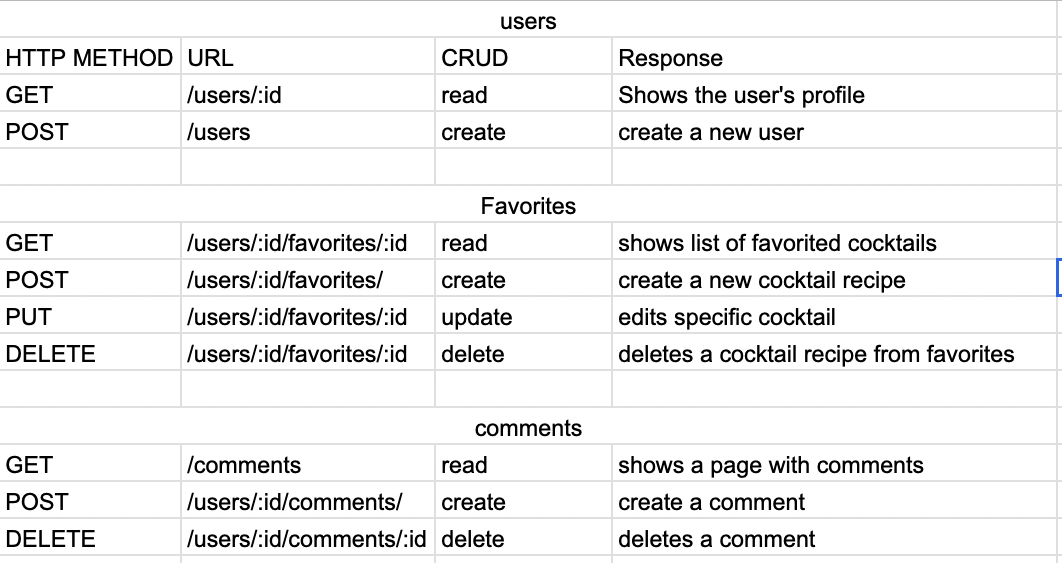 users
HTTP METHOD URL CRUD Response
GET /users/:id read Shows the user's profile
POST /users create create a new user
Favorites
GET /users/:id/favorites/:id read shows list of favorited cocktails
POST /users/:id/favorites/ create create a new cocktail recipe
PUT /users/:id/favorites/:id update edits specific cocktail
DELETE /users/:id/favorites/:id delete deletes a cocktail recipe from favorites
comments
GET /comments read shows a page with comments
POST /users/:id/comments/ create create a comment
DELETE /users/:id/comments/:id delete deletes a comment